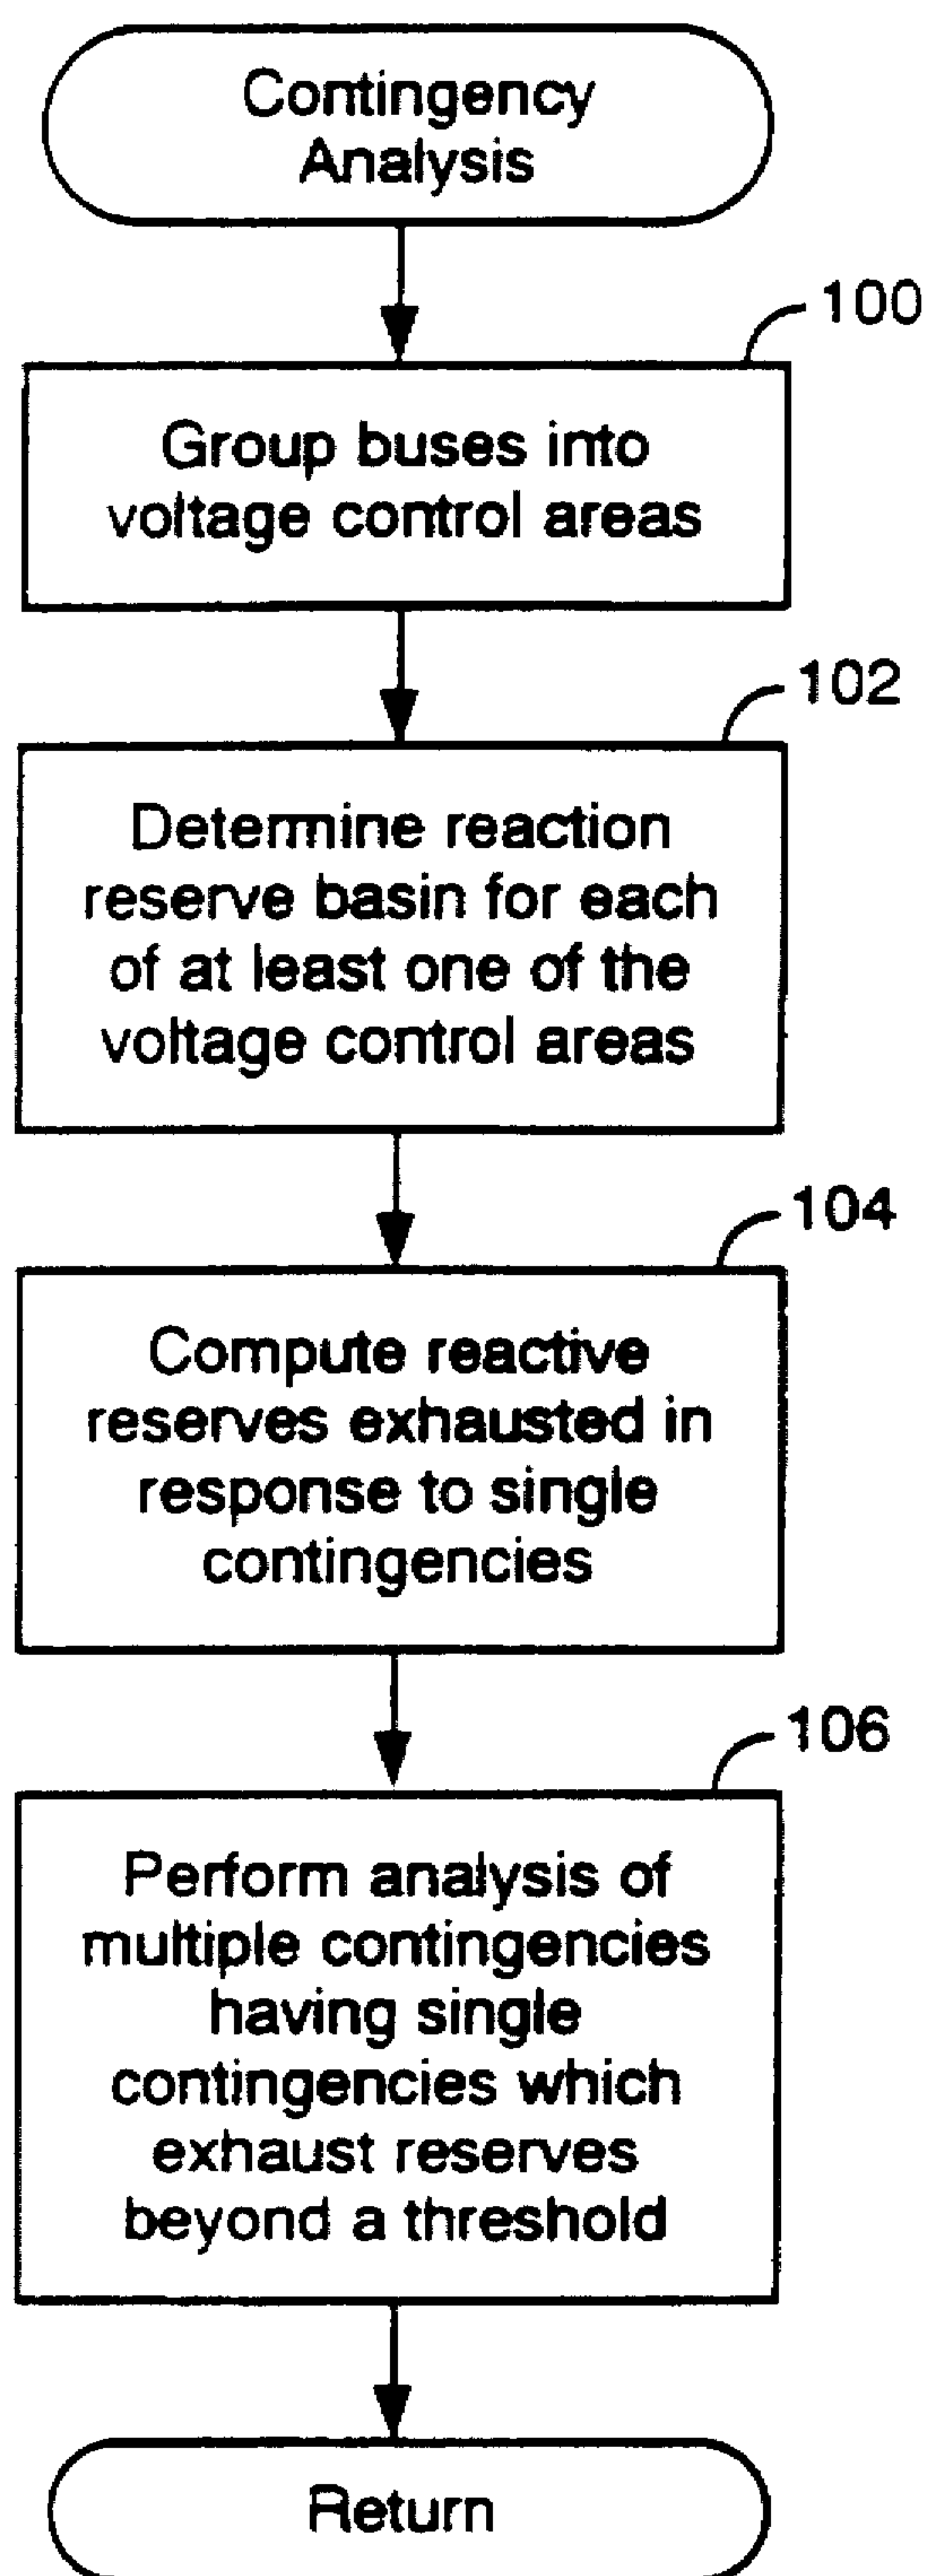 Contingency
Analysis
100
Group buses into
voltage control areas
102
Determine reaction
reserve basin for each
of at least one of the
voltage control areas
104
Compute reactive
reserves exhausted in
response to single
contingencies
106
Perform analysis of
multiple contingencies
having single
contingencies which
exhaust reserves
beyond a threshold
Return